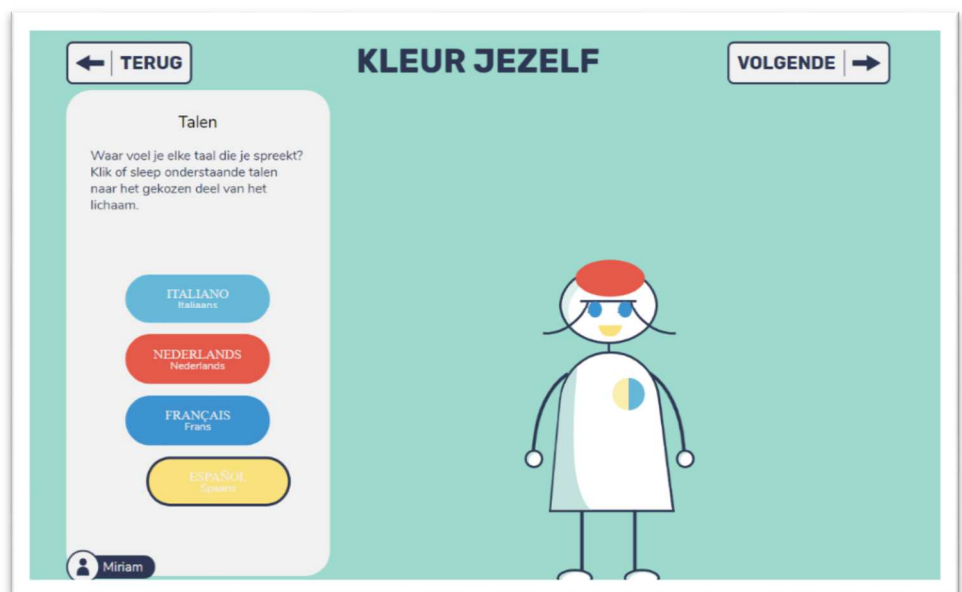 TERUG
KLEUR JEZELF
VOLGENDE
Talen
Waar voel je elke taal die je spreekt?
Klik of sleep onderstaande talen
naar het gekozen deel van het
lichaam.
ITALIANO
Italiaans
NEDERLANDS
Nederlands
FRANÇAIS
Frans
ESPAÑOL
Spaans
Miriam